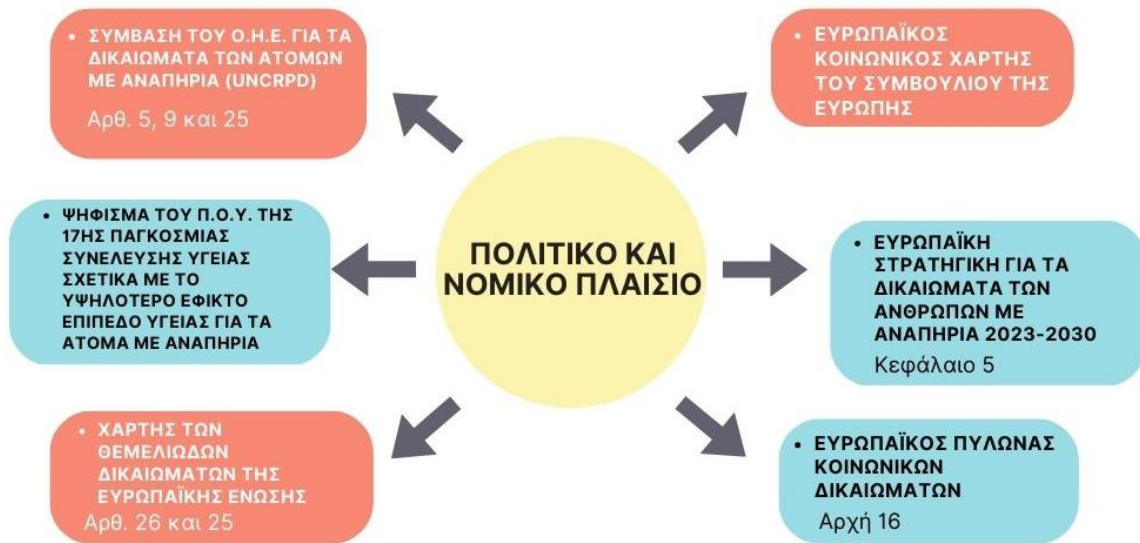 • ΣΥΜΒΑΣΗ ΤΟΥ Ο.Η.Ε. ΓΙΑ ΤΑ
ΔΙΚΑΙΩΜΑΤΑ ΤΩΝ ΑΤΟΜΩΝ
ΜΕ ΑΝΑΠΗΡΙΑ (UNCRPD)
Αρθ. 5, 9 και 25
• ΕΥΡΩΠΑΪΚΟΣ
ΚΟΙΝΩΝΙΚΟΣ ΧΑΡΤΗΣ
ΤΟΥ ΣΥΜΒΟΥΛΙΟΥ ΤΗΣ
ΕΥΡΩΠΗΣ
• ΨΗΦΙΣΜΑ ΤΟΥ Π.Ο.Υ. ΤΗΣ
17ΗΣ ΠΑΓΚΟΣΜΙΑΣ
ΣΥΝΕΛΕΥΣΗΣ ΥΓΕΙΑΣ
ΣΧΕΤΙΚΑ ΜΕ ΤΟ
ΥΨΗΛΟΤΕΡΟ ΕΦΙΚΤΟ
ΕΠΙΠΕΔΟ ΥΓΕΙΑΣ ΓΙΑ ΤΑ
ΑΤΟΜΑ ΜΕ ΑΝΑΠΗΡΙΑ
ΠΟΛΙΤΙΚΟ ΚΑΙ
ΝΟΜΙΚΟ ΠΛΑΙΣΙΟ
• ΕΥΡΩΠΑΪΚΗ
ΣΤΡΑΤΗΓΙΚΗ ΓΙΑ ΤΑ
ΔΙΚΑΙΩΜΑΤΑ ΤΩΝ
ΑΝΘΡΩΠΩΝ ΜΕ
ΑΝΑΠΗΡΙΑ 2023-2030
Κεφάλαιο 5
• ΧΑΡΤΗΣ ΤΩΝ
ΘΕΜΕΛΙΩΔΩΝ
ΔΙΚΑΙΩΜΑΤΩΝ ΤΗΣ
ΕΥΡΩΠΑΪΚΗΣ ΕΝΩΣΗΣ
Αρθ. 26 και 25
• ΕΥΡΩΠΑΪΚΟΣ ΠΥΛΩΝΑΣ
ΚΟΙΝΩΝΙΚΩΝ
ΔΙΚΑΙΩΜΑΤΩΝ
Αρχή 16